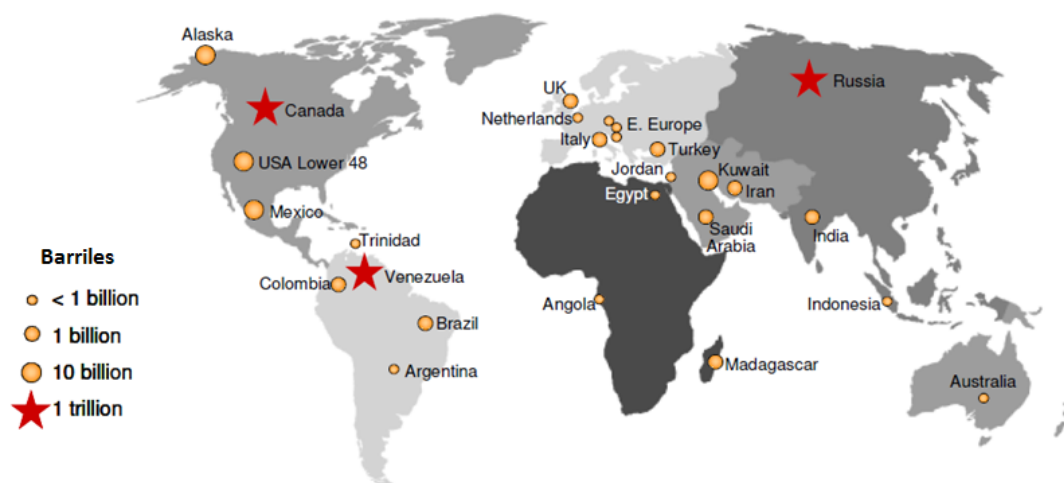 Alaska
Canada
Russia
UK
Netherlands
E. Europe
Italy
Turkey
USA Lower 48
Jordan
Kuwait
Egypt
Iran
Mexico
Saudi
Arabia
India
Trinidad
Barriles
Venezuela
Colombia
< 1 billion
Angola
Indonesia
Brazil
1 billion
Madagascar
10 billion
Argentina
Australia
1 trillion